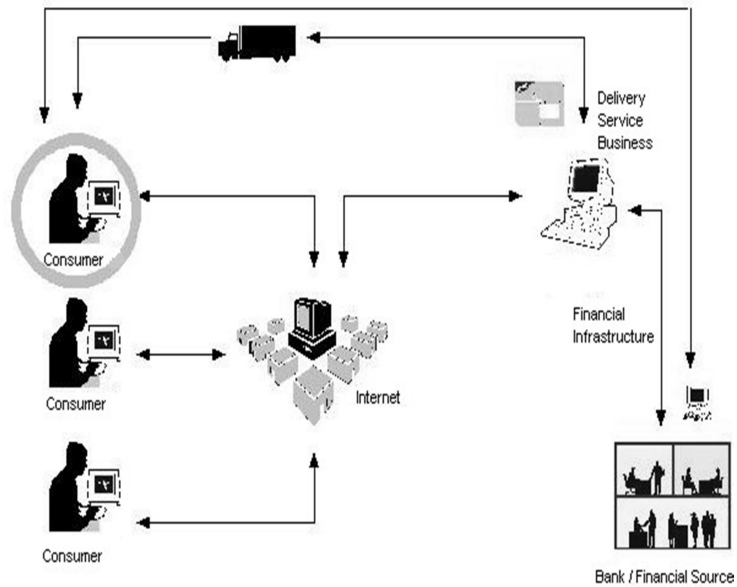 Delivery
Service
Business
Consumer
Financial
Infrastructure
Internet
Consumer
Consumer
Bank / Financial Source